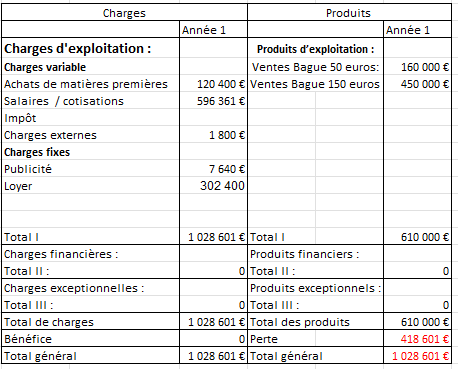 Charges Produits
Année 1 Année 1
Charges d'exploitation : Produits d’exploitation :
Charges variable Ventes Bague 50 euros: 160 000 €
Achats de matières premières 120 400 € Ventes Bague 150 euros 450 000 €
Salaires / cotisations 596 361 €
Impôt
Charges externes 1 800 €
Charges fixes
Publicité 7 640 €
Loyer 302 400
Total I 1 028 601 € Total I 610 000 €
Charges financières : Produits financiers :
Total II : 0 Total II : 0
Charges exceptionnelles : Produits exceptionnels :
Total III : 0 Total III : 0
Total de charges 1 028 601 € Total des produits 610 000 €
Bénéfice 0 Perte 418 601 €
Total général 1 028 601 € Total général 1 028 601 €